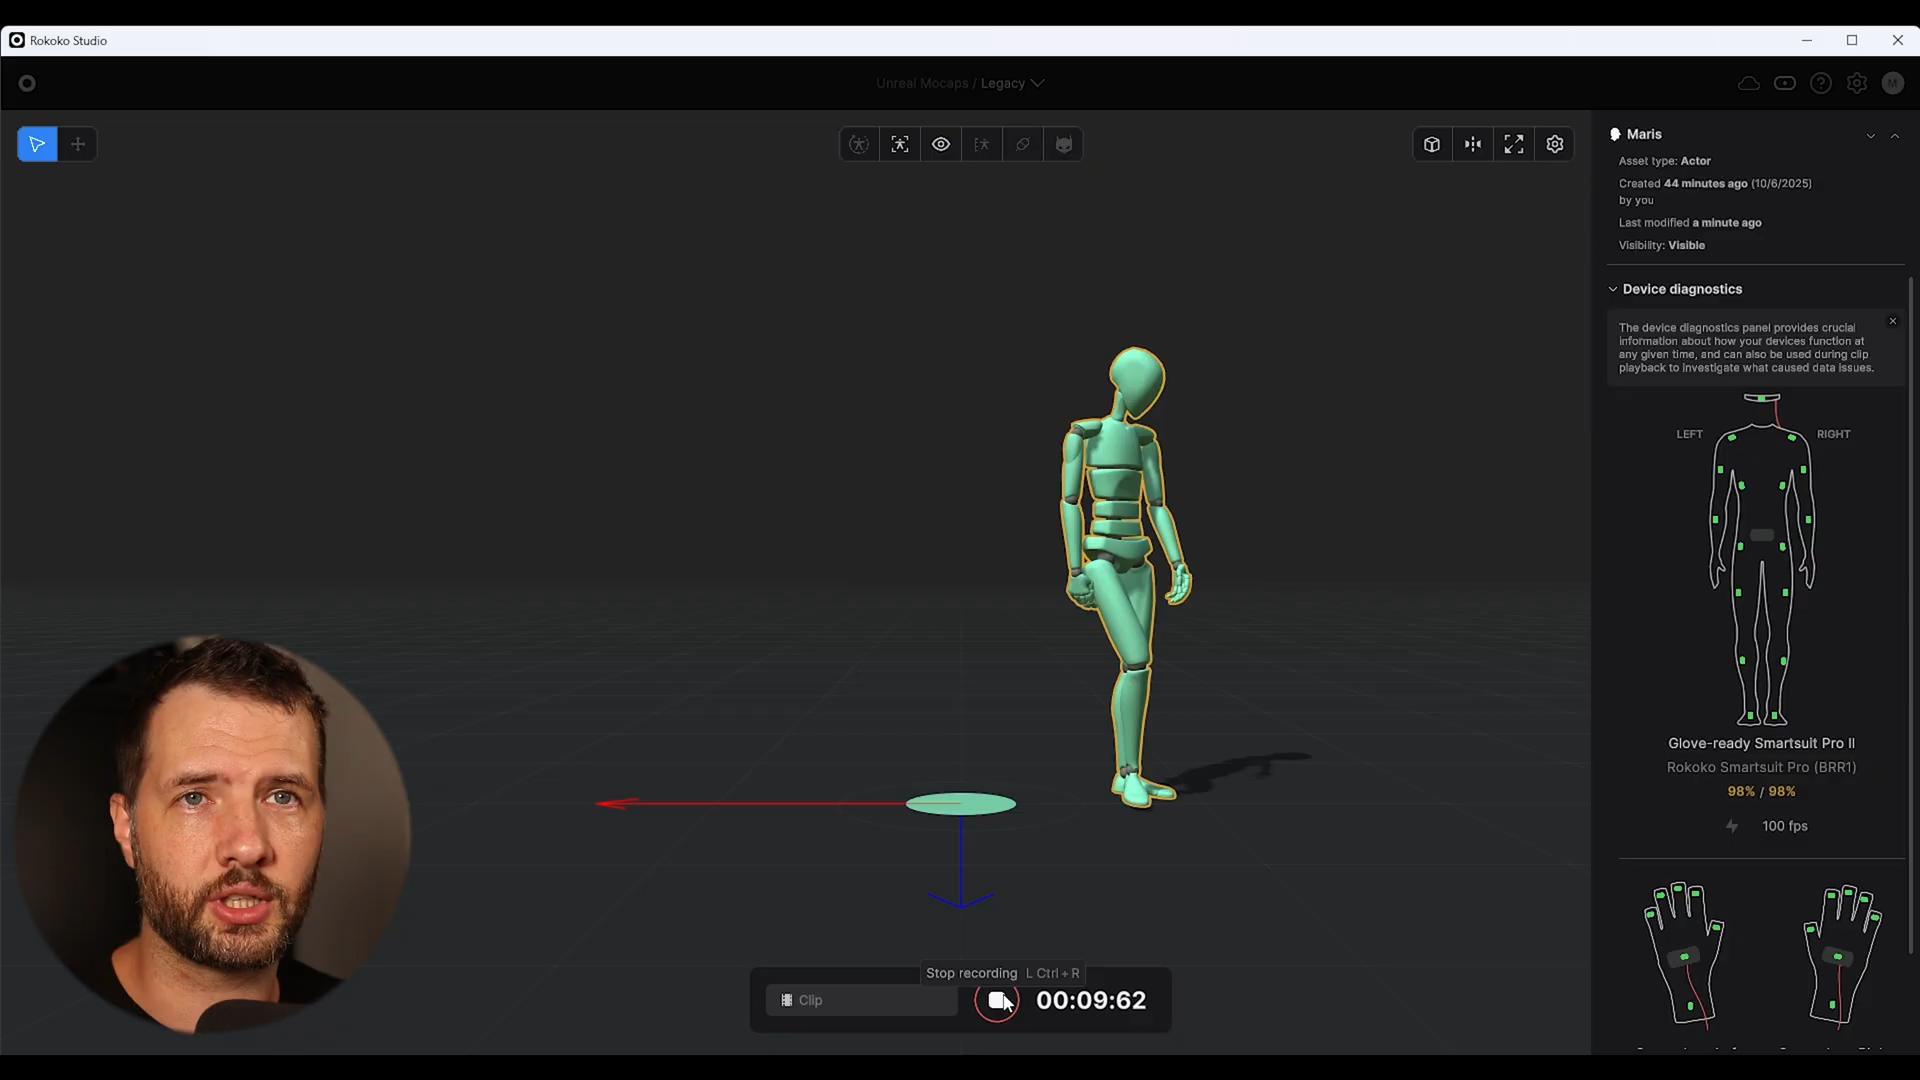 Rokoko Studio
Unreal Mocaps / Legacy
M
Maris
Asset type: Actor
Created 44 minutes ago (10/6/2025)
by you
Last modified a minute ago
Visibility: Visible
Device diagnostics
The device diagnostics panel provides crucial
information about how your devices function at
any given time, and can also be used during clip
playback to investigate what caused data issues.
LEFT
RIGHT
Glove-ready Smartsuit Pro II
Rokoko Smartsuit Pro (BRR1)
98% / 98%
100 fps
Stop recording L Ctrl + R
Clip
00:09:62